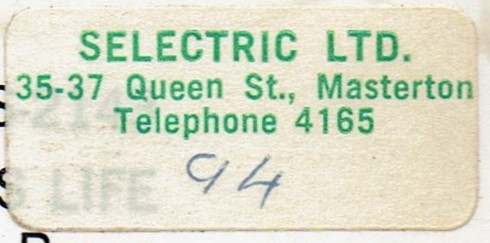 SELECTRIC LTD.
35-37 Queen St., Masterton
Telephone 4165
94
S LIFE